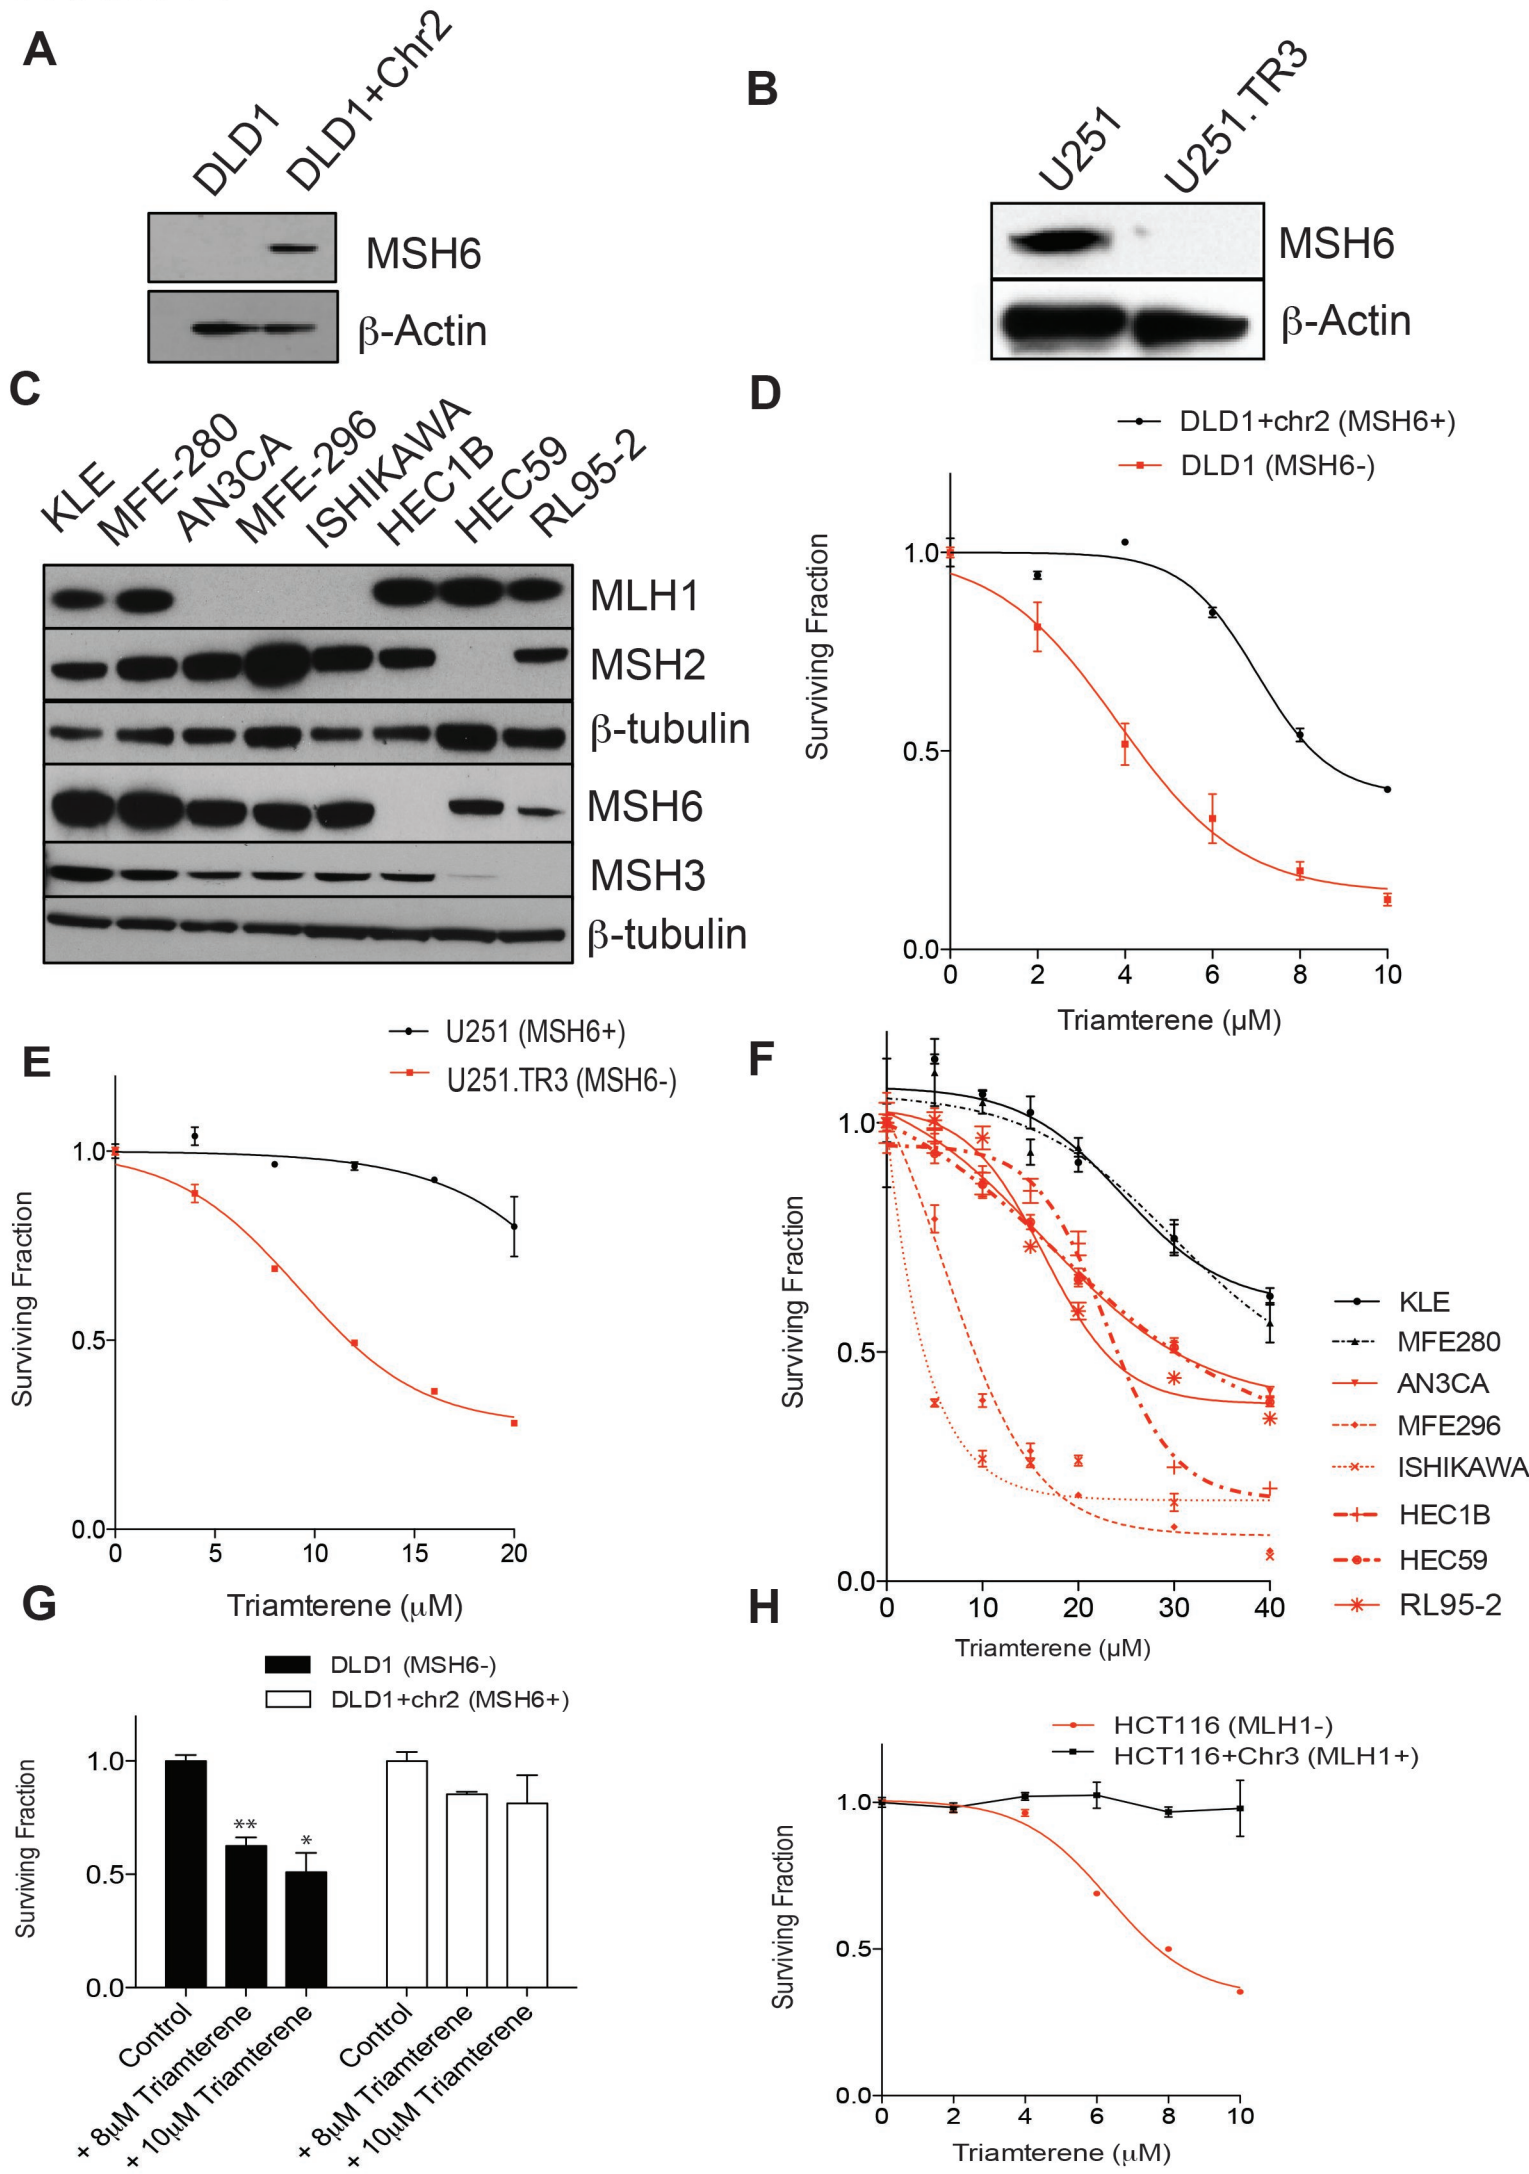 A
DLD1
DLD1+Chr2
MSH6
β-Actin
B
U251
U251.TR3
MSH6
β-Actin
C
KLE
MFE-280
AN3CA
MFE-296
ISHIKAWA
HEC1B
HEC59
RL95-2
MLH1
MSH2
β-tubulin
MSH6
MSH3
β-tubulin
D
DLD1+chr2 (MSH6+)
DLD1 (MSH6-)
Surviving Fraction
1.0
0.5
0.0
0 2 4 6 8 10
Triamterene (µM)
E
U251 (MSH6+)
U251.TR3 (MSH6-)
Surviving Fraction
1.0
0.5
0.0
0 5 10 15 20
Triamterene (µM)
F
Surviving Fraction
1.0
0.5
0.0
0 10 20 30 40
Triamterene (µM)
KLE
MFE280
AN3CA
MFE296
ISHIKAWA
HEC1B
HEC59
RL95-2
G
DLD1 (MSH6-)
DLD1+chr2 (MSH6+)
Surviving Fraction
1.0
0.5
0.0
** *
Control
+ 8µM Triamterene
+ 10µM Triamterene
Control
+ 8µM Triamterene
+ 10µM Triamterene
H
HCT116 (MLH1-)
HCT116+Chr3 (MLH1+)
Surviving Fraction
1.0
0.5
0.0
0 2 4 6 8 10
Triamterene (µM)